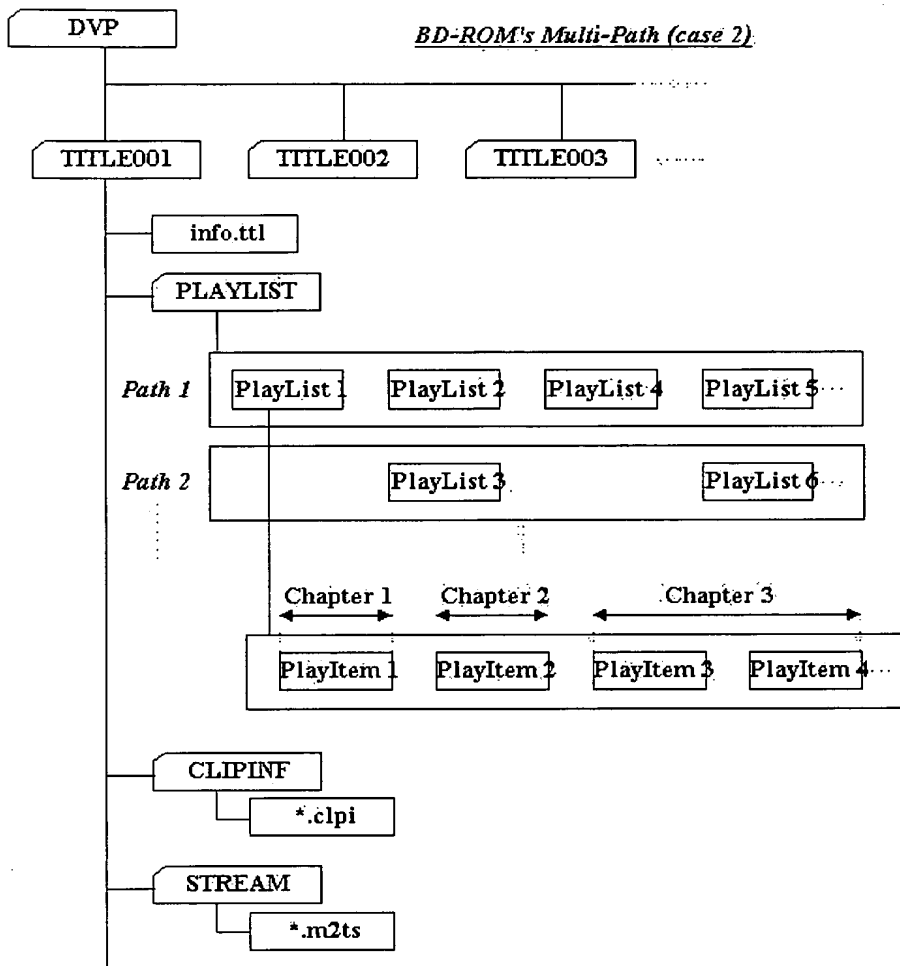 DVP
BD-ROM's Multi-Path (case 2)
TITLE001
TITLE002
TITLE003
info.ttl
PLAYLIST
Path 1
PlayList 1
PlayList 2
PlayList 4
PlayList 5
Path 2
PlayList 3
PlayList 6
Chapter 1
Chapter 2
Chapter 3
PlayItem 1
PlayItem 2
PlayItem 3
PlayItem 4
CLIPINF
*.clpi
STREAM
*.m2ts